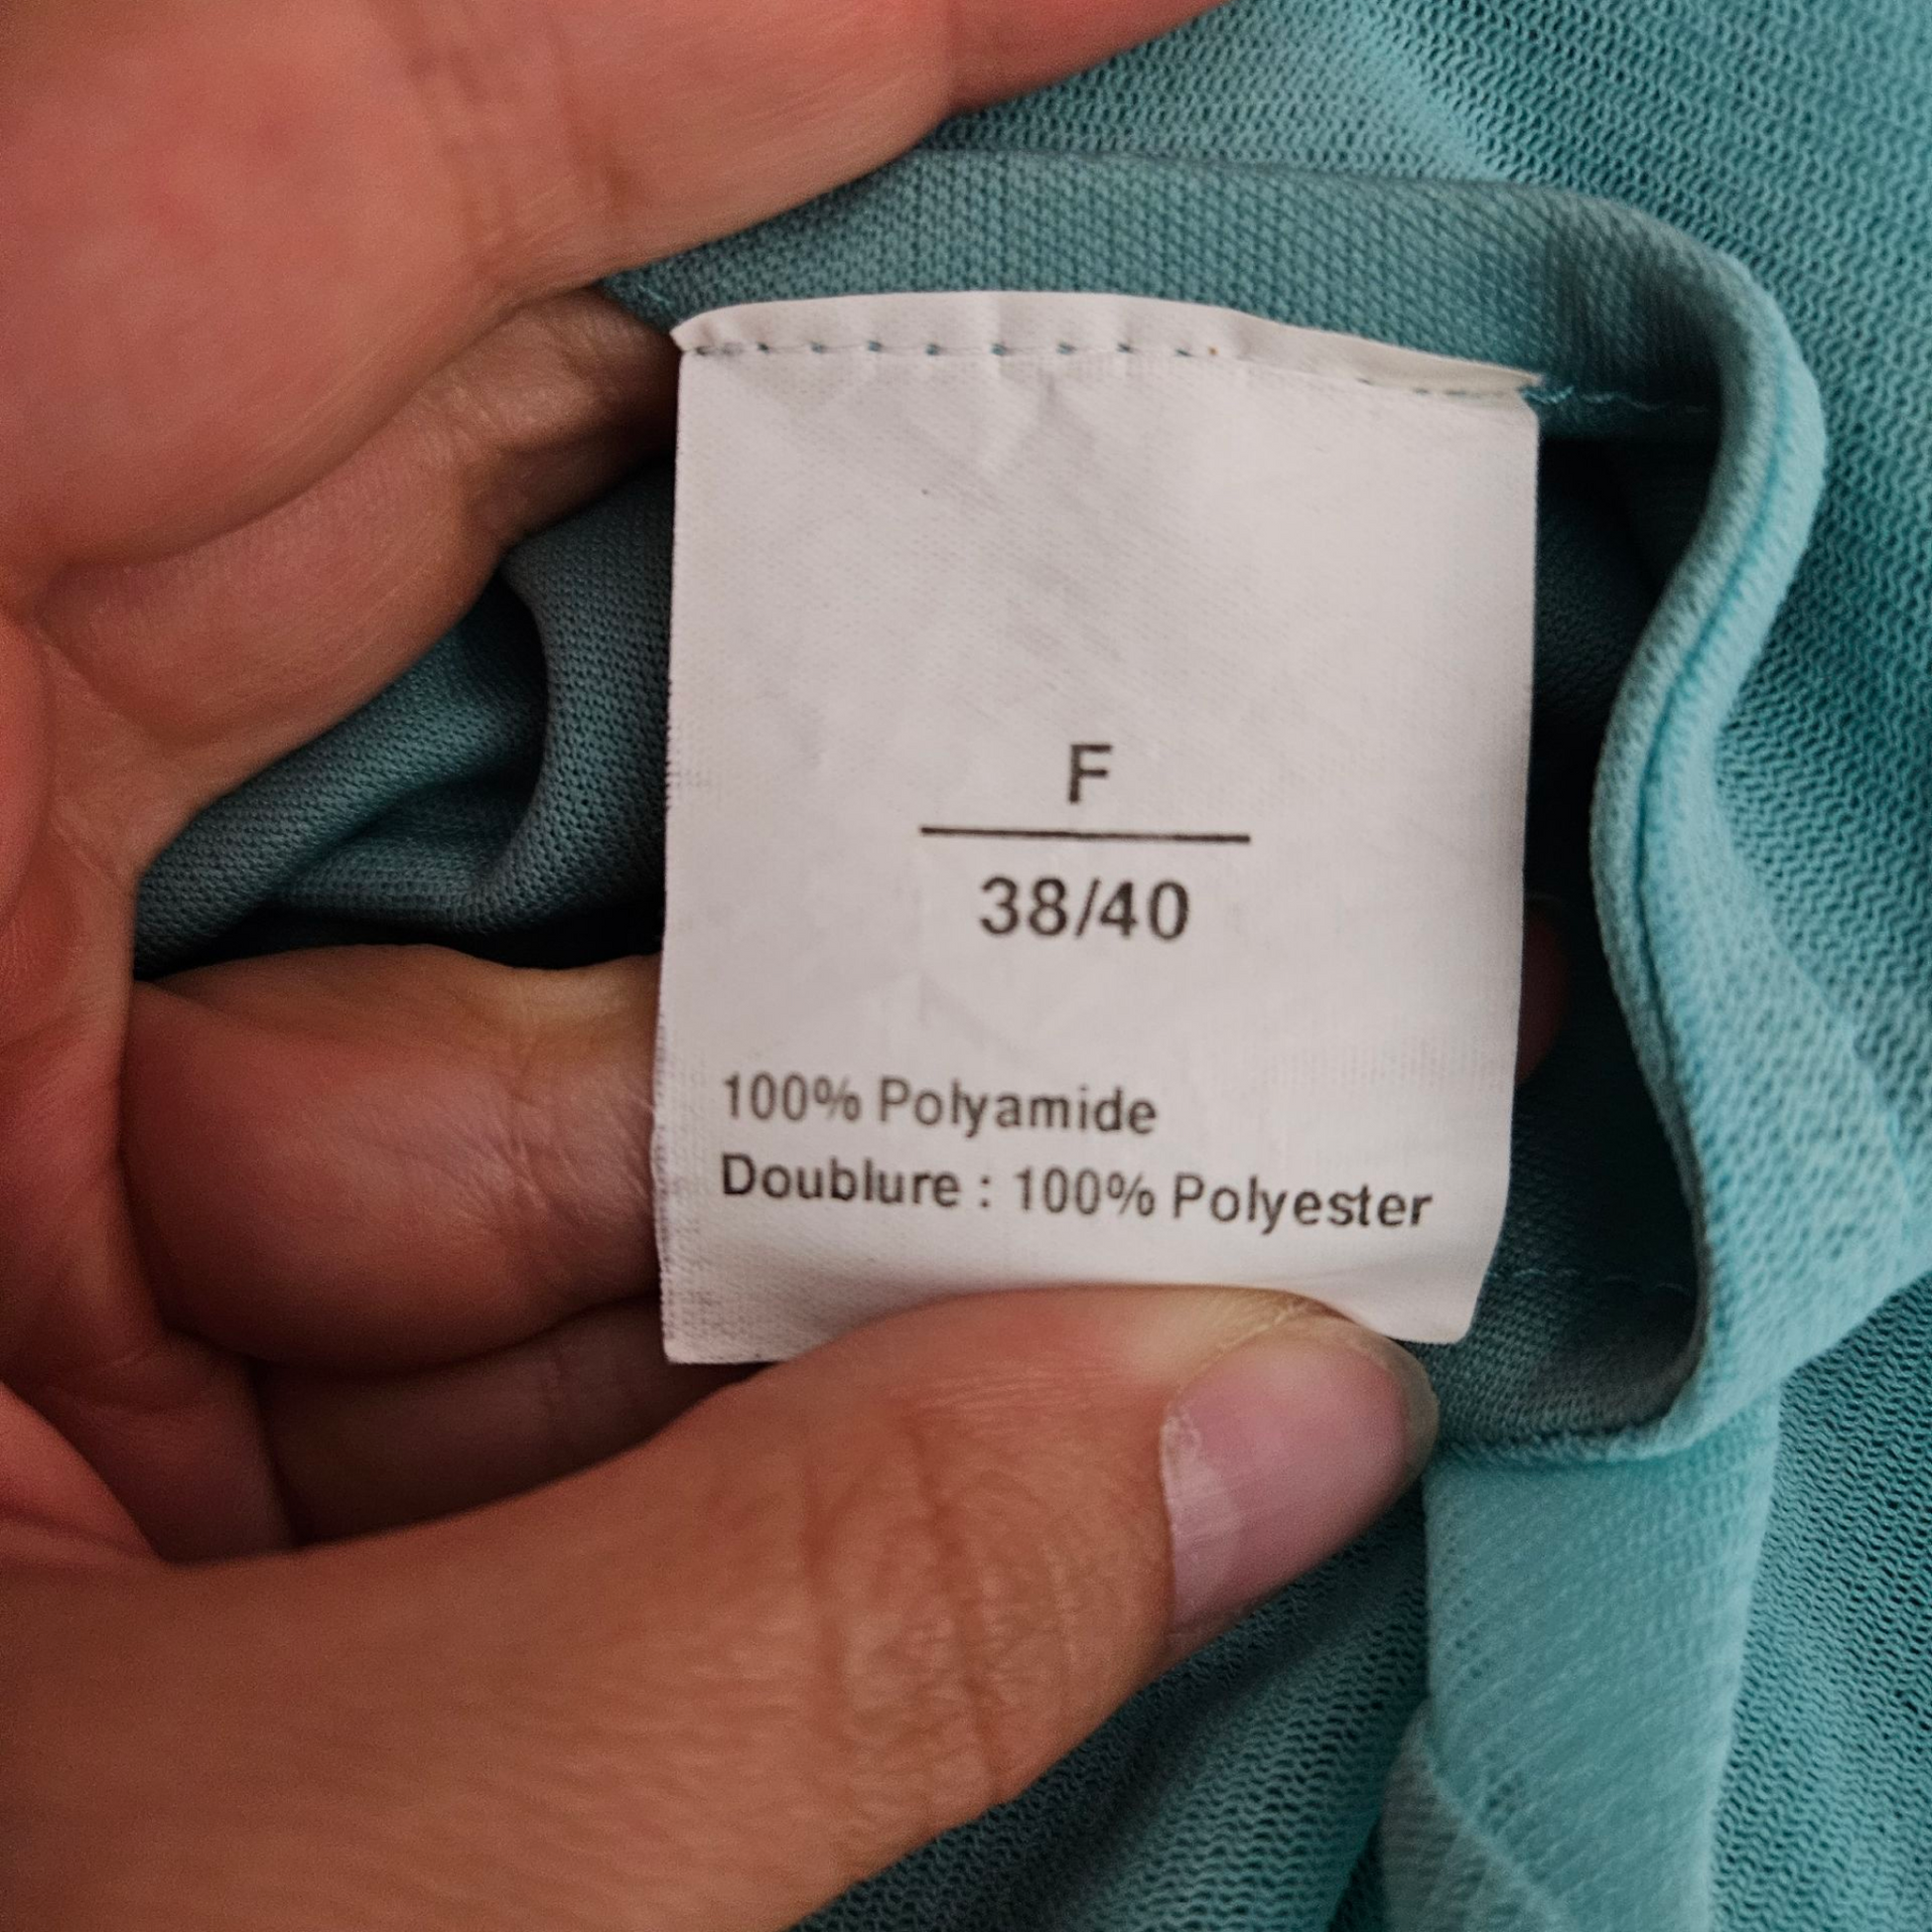 F
38/40
100% Polyamide
Doublure : 100% Polyester